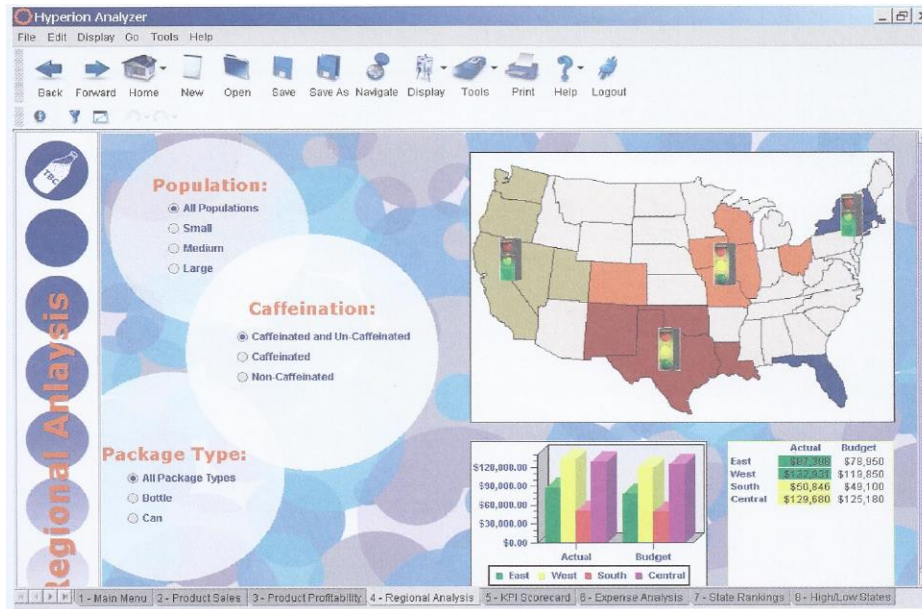 Hyperion Analyzer
File Edit Display Go Tools Help
Back Forward Home New Open Save Save As Navigate Display Tools Print Help Logout
TBC
Regional Anlaysis
Population:
All Populations
Small
Medium
Large
Caffeination:
Caffeinated and Un-Caffeinated
Caffeinated
Non-Caffeinated
Package Type:
All Package Types
Bottle
Can
$120,000.00
$90,000.00
$60,000.00
$30,000.00
$0.00
Actual Budget
East West South Central
Actual Budget
East $87,398 $78,950
West $132,931 $119,850
South $50,846 $49,100
Central $129,680 $125,180
1 - Main Menu 2 - Product Sales 3 - Product Profitability 4 - Regional Analysis 5 - KPI Scorecard 6 - Expense Analysis 7 - State Rankings 8 - High/Low States